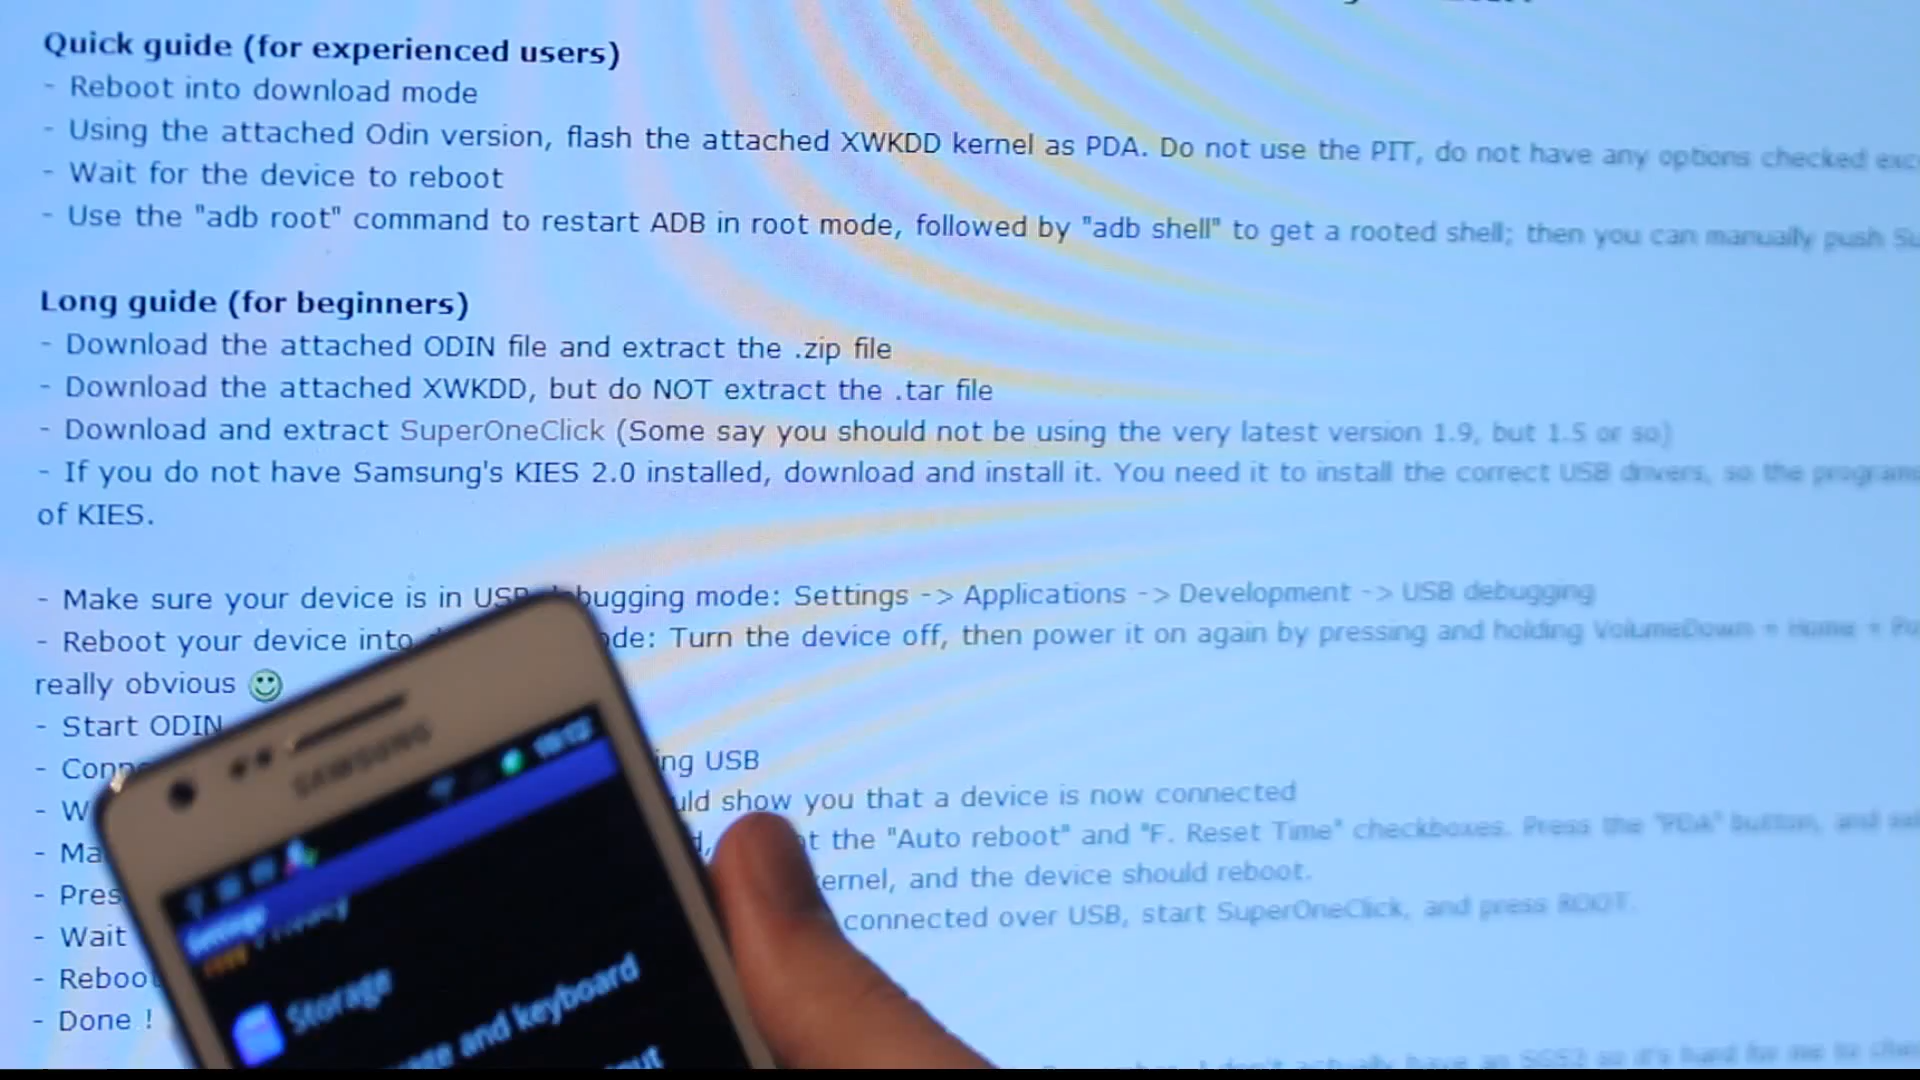 Quick guide (for experienced users)
- Reboot into download mode
- Using the attached Odin version, flash the attached XWKDD kernel as PDA. Do not use the PIT, do not have any options checked
- Wait for the device to reboot
- Use the "adb root" command to restart ADB in root mode, followed by "adb shell" to get a rooted shell; then you can manually push
Long guide (for beginners)
- Download the attached ODIN file and extract the .zip file
- Download the attached XWKDD, but do NOT extract the .tar file
- Download and extract SuperOneClick (Some say you should not be using the very latest version 1.9, but 1.5 or so)
- If you do not have Samsung's KIES 2.0 installed, download and install it. You need it to install the correct USB drivers, so the
of KIES.
- Make sure your device is in USB debugging mode: Settings -> Applications -> Development -> USB debugging
- Reboot your device into de: Turn the device off, then power it on again by pressing and holding VolumeDown + Home +
really obvious
- Start ODIN
- Conn ing USB
- W uld show you that a device is now connected
- Ma t the "Auto reboot" and "F. Reset Time" checkboxes. Press the "PDA" button, and
- Pres ernel, and the device should reboot.
- Wait connected over USB, start SuperOneClick, and press ROOT.
- Reboo
- Done !
SAMSUNG
Settings
Privacy
Storage
and keyboard